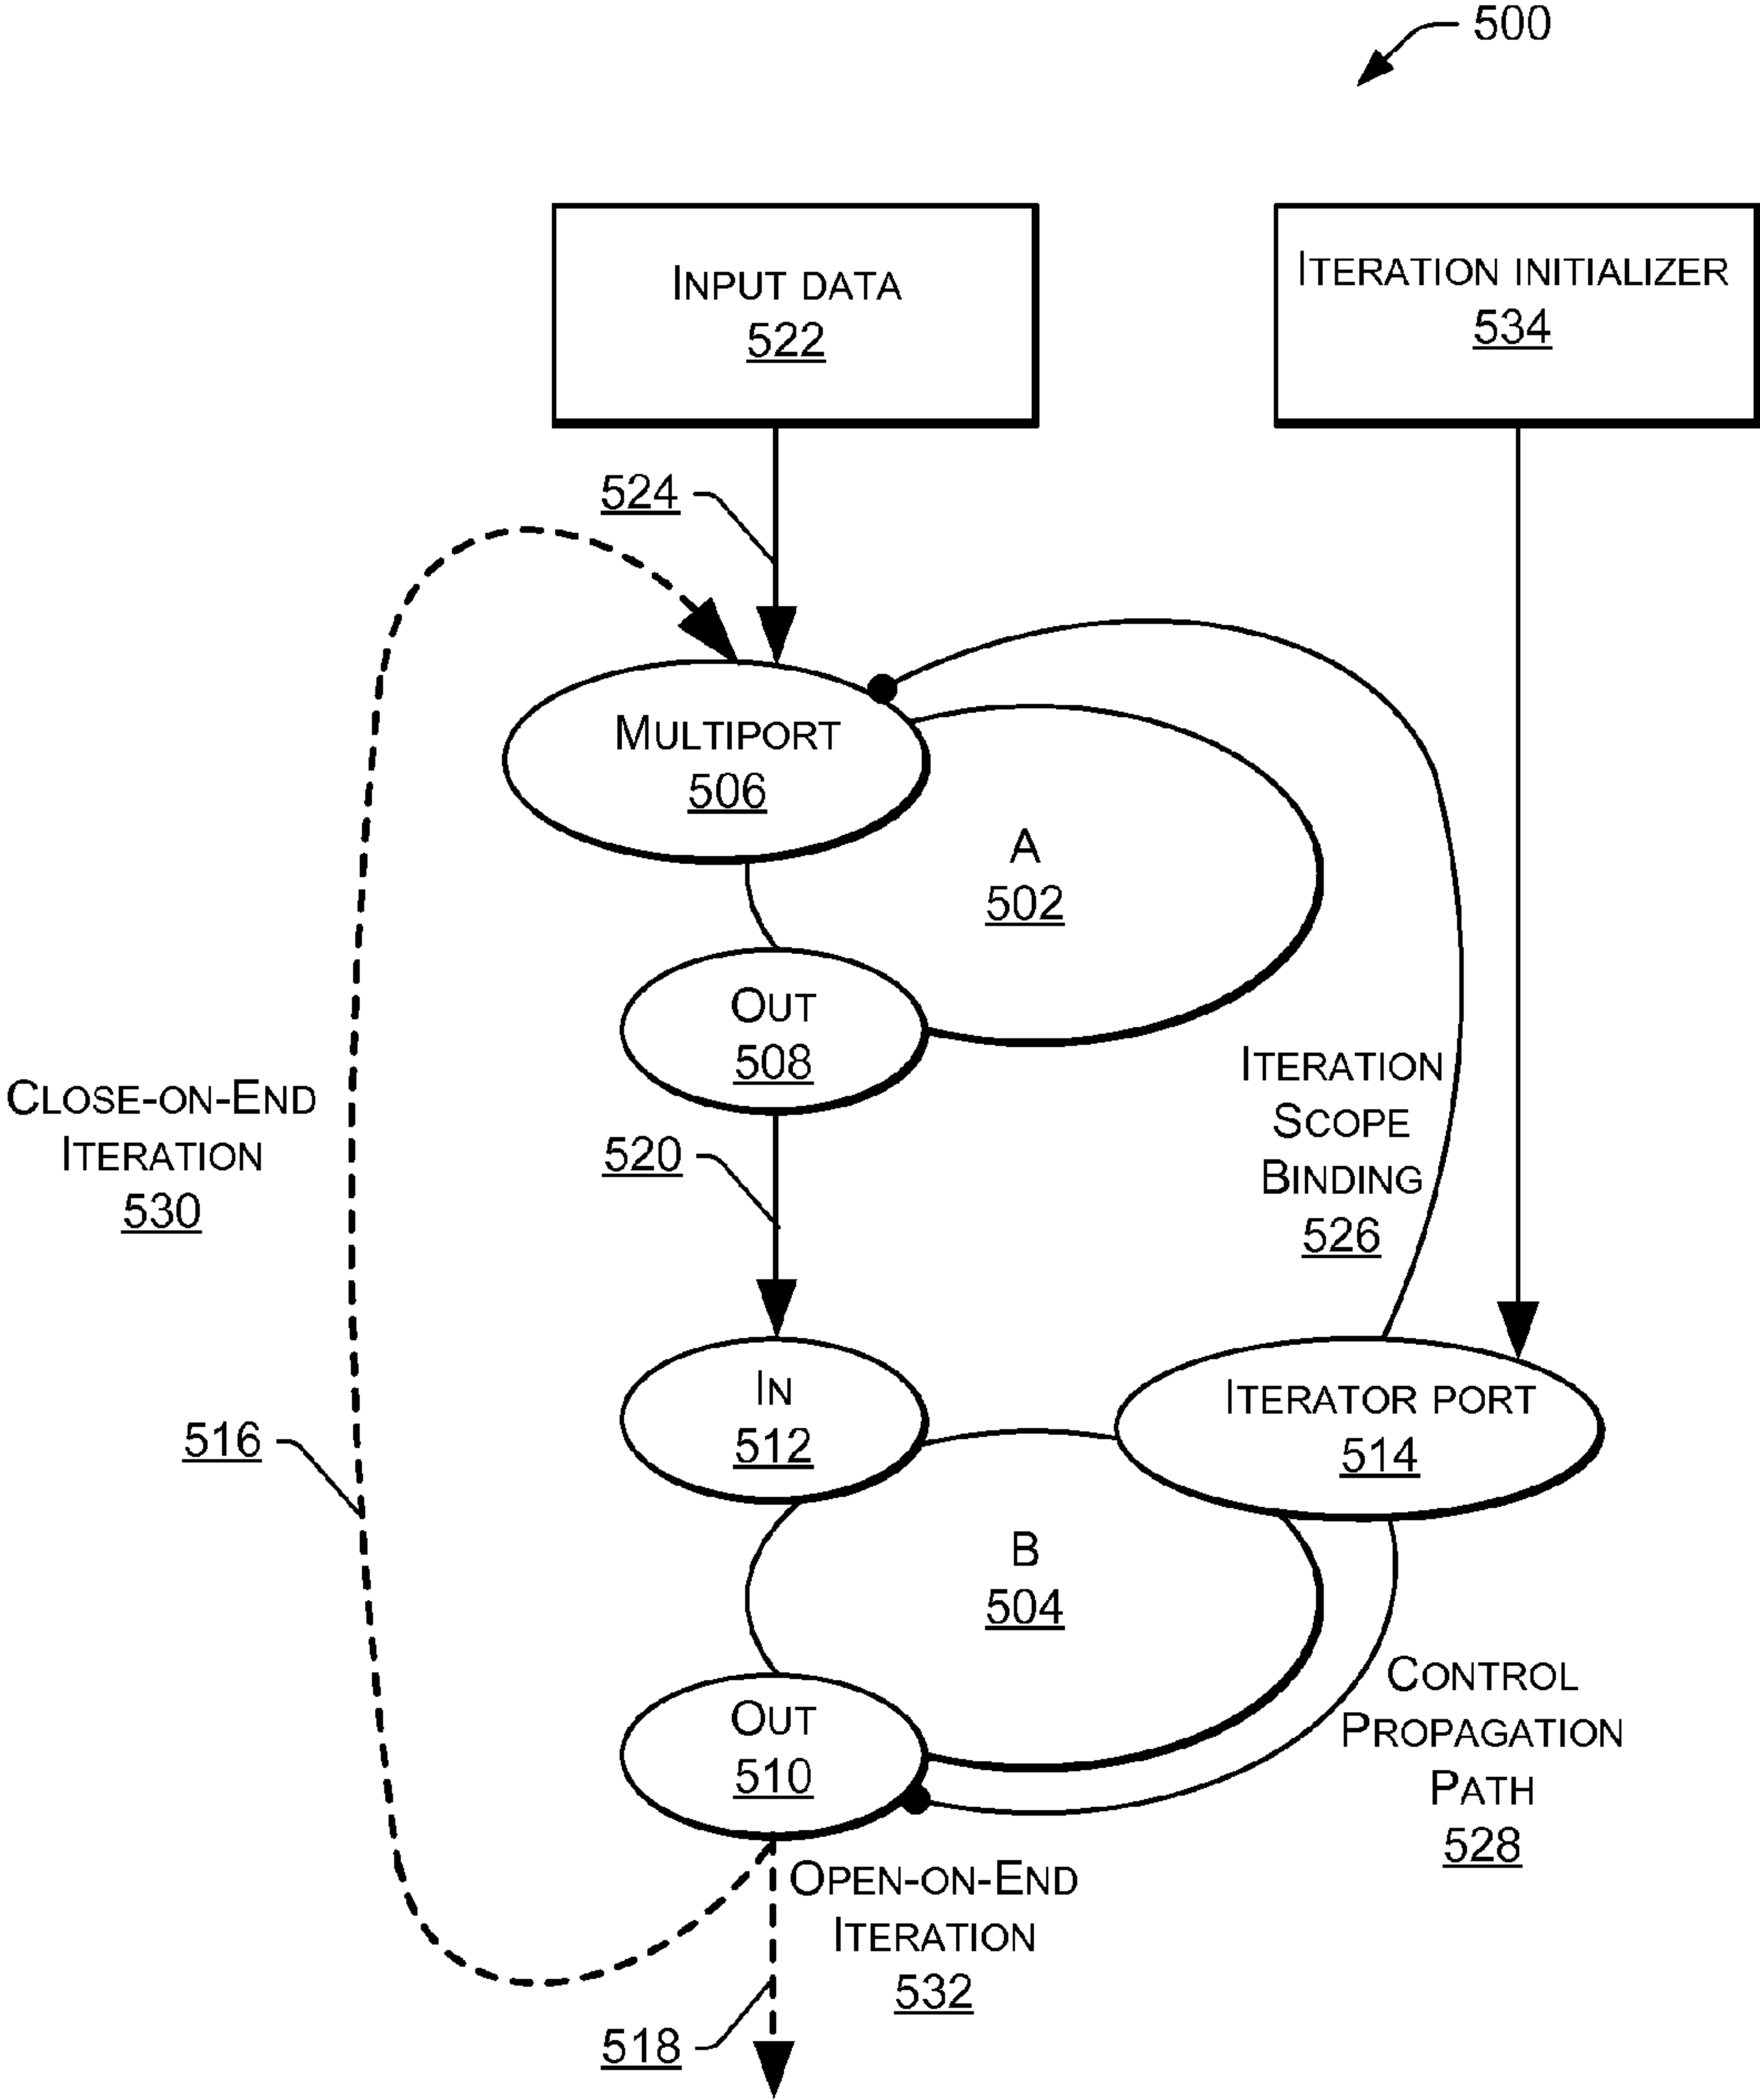 500
INPUT DATA
522
ITERATION INITIALIZER
534
524
MULTIPORT
506
A
502
OUT
508
CLOSE-ON-END
ITERATION
530
520
ITERATION
SCOPE
BINDING
526
IN
512
ITERATOR PORT
514
516
B
504
OUT
510
CONTROL
PROPAGATION
PATH
528
OPEN-ON-END
ITERATION
532
518